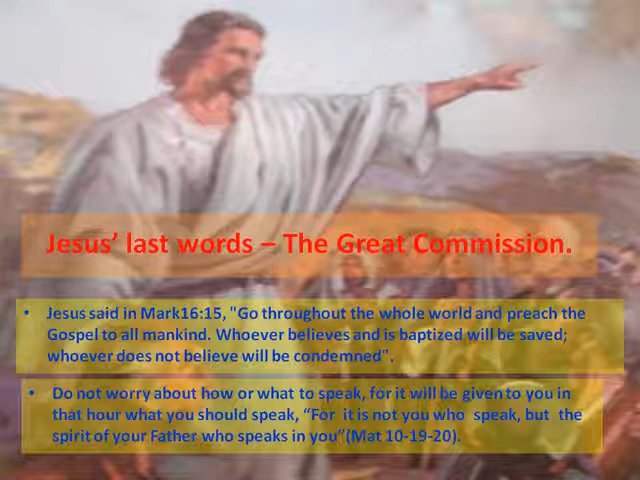 Jesus’ last words – The Great Commission.
• Jesus said in Mark16:15, "Go throughout the whole world and preach the
Gospel to all mankind. Whoever believes and is baptized will be saved;
whoever does not believe will be condemned".
• Do not worry about how or what to speak, for it will be given to you in
that hour what you should speak, “For it is not you who speak, but the
spirit of your Father who speaks in you”(Mat 10-19-20).